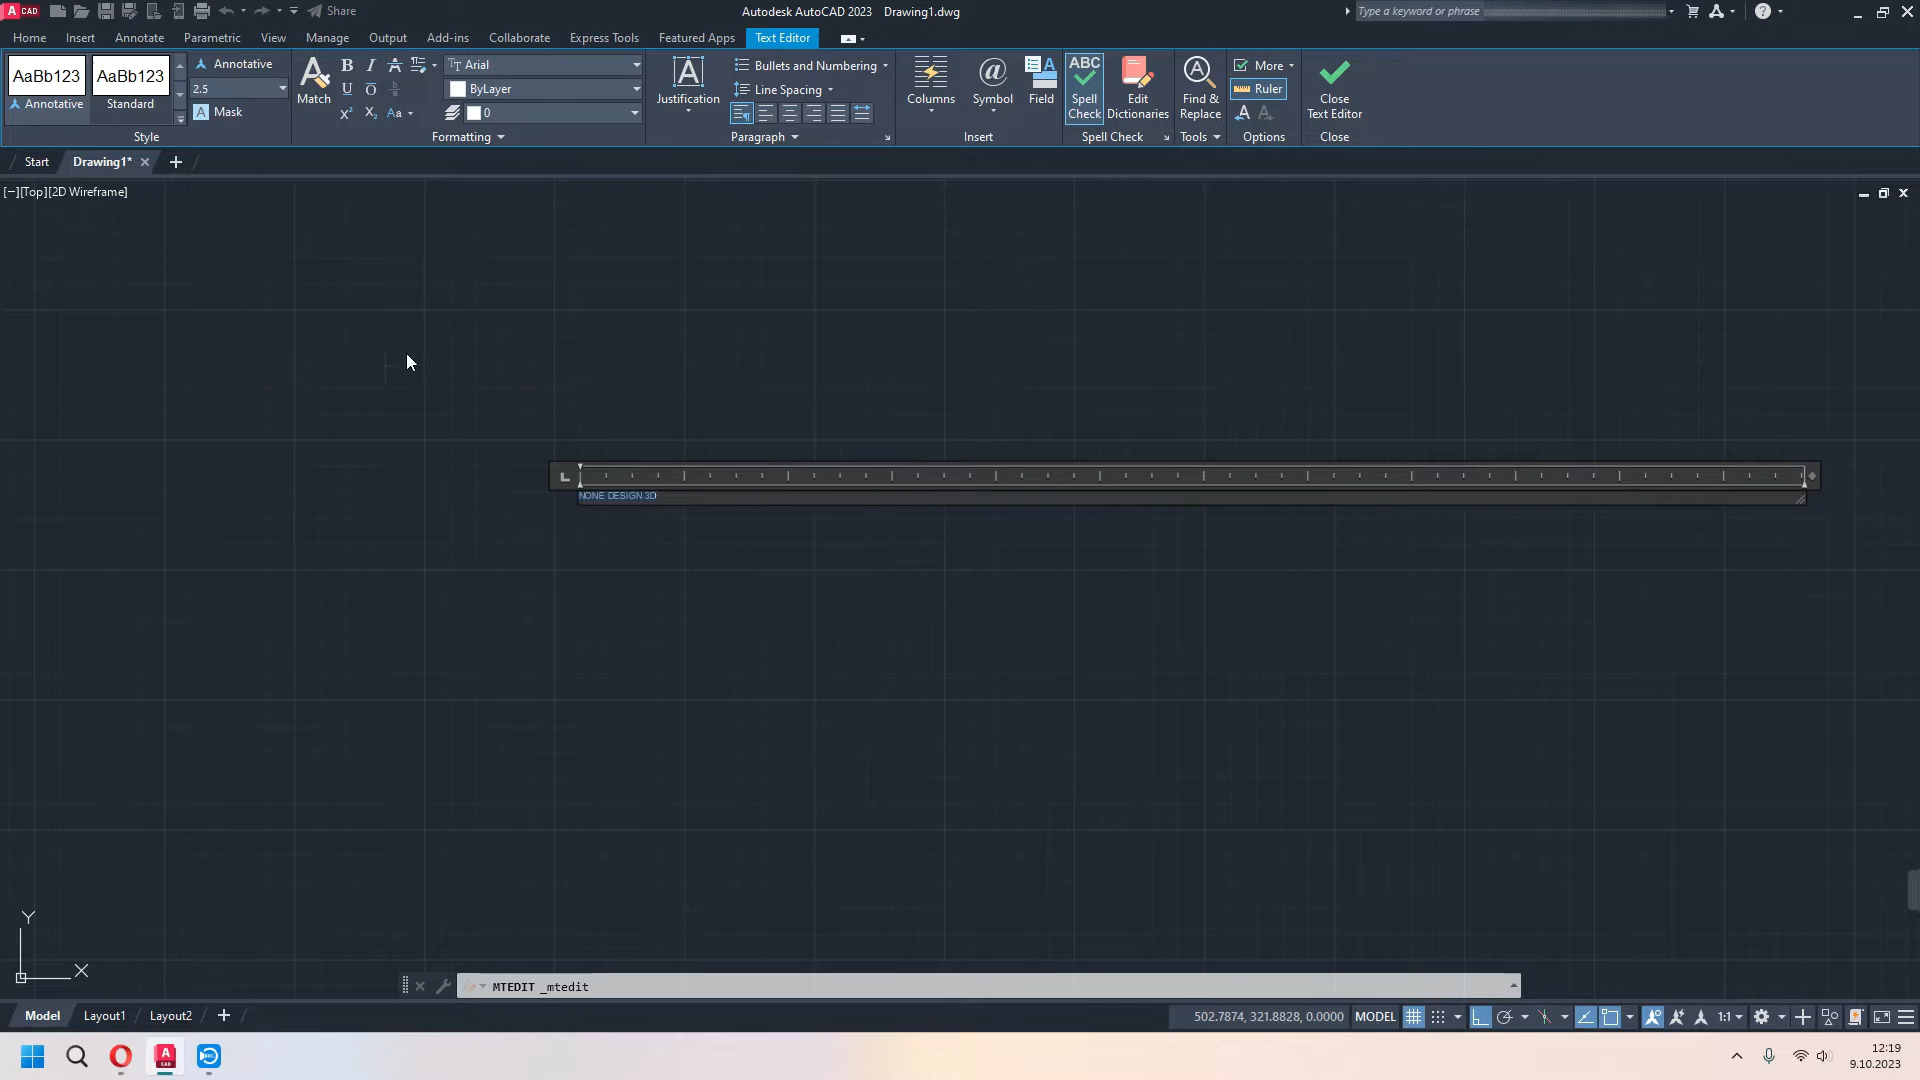 A CAD
Share
Autodesk AutoCAD 2023 Drawing1.dwg
Type a keyword or phrase
Home Insert Annotate Parametric View Manage Output Add-ins Collaborate Express Tools Featured Apps Text Editor
AaBb123 AaBb123
Annotative Standard
Annotative
2.5
A Mask
Style
Match
B I A
U O
X² X₂ Aa
Arial
ByLayer
0
Formatting
Justification
Bullets and Numbering
Line Spacing
Paragraph
Columns
Symbol
Field
Insert
ABC
Spell
Check
Edit
Dictionaries
Spell Check
Find &
Replace
Tools
More
Ruler
Options
Close
Text Editor
Close
Start Drawing1*
[−][Top][2D Wireframe]
NONE DESIGN 3D
Y
X
MTEDIT _mtedit
Model Layout1 Layout2
502.7874, 321.8828, 0.0000 MODEL 1:1
12:19
9.10.2023